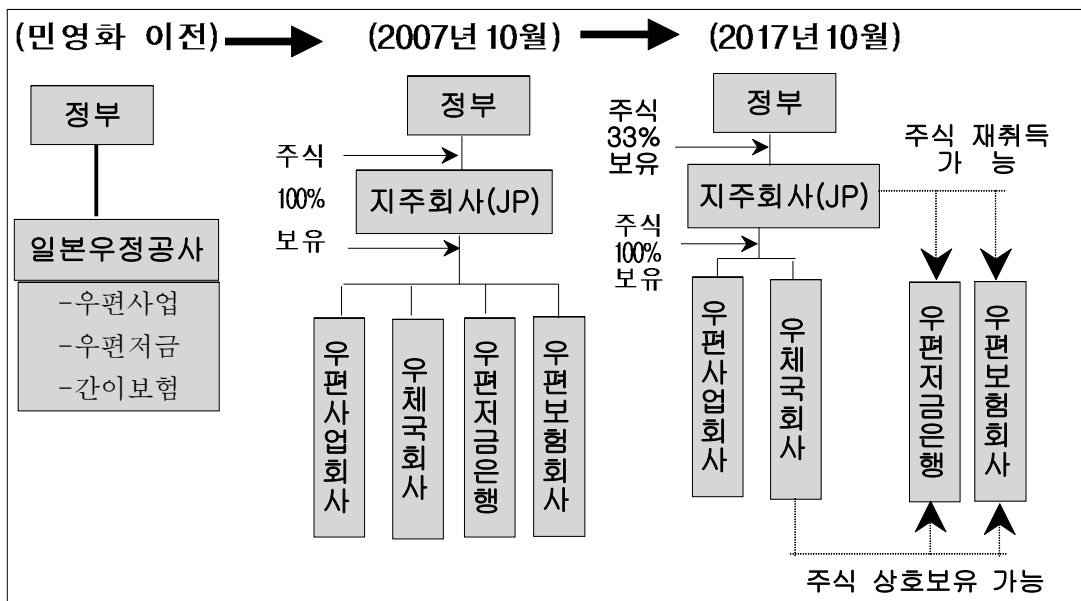 (민영화 이전)
(2007년 10월)
(2017년 10월)
정부
일본우정공사
-우편사업
-우편저금
-간이보험
정부
주식
100%
보유
지주회사(JP)
우편사업회사
우체국회사
우편저금은행
우편보험회사
정부
주식
33%
보유
지주회사(JP)
주식
100%
보유
주식 재취득
가 능
우편사업회사
우체국회사
우편저금은행
우편보험회사
주식 상호보유 가능